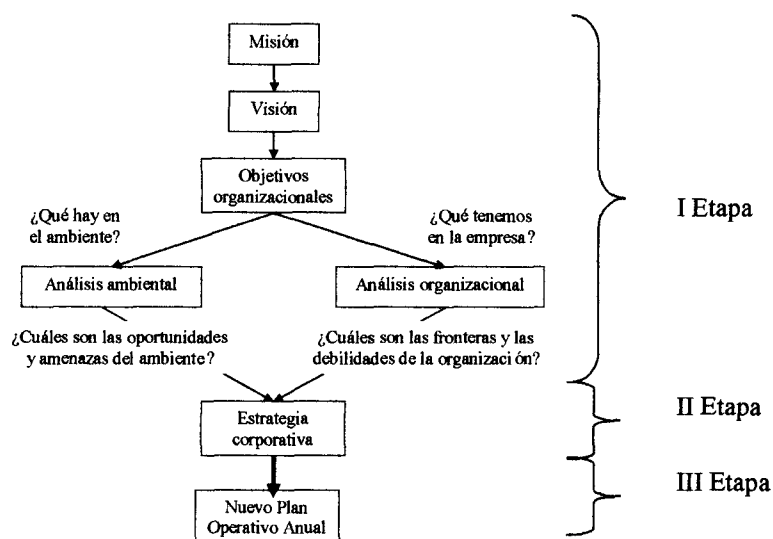 Misión
Visión
Objetivos
organizacionales
¿Qué hay en
el ambiente?
¿Qué tenemos
en la empresa?
I Etapa
Análisis ambiental
Análisis organizacional
¿Cuáles son las oportunidades
y amenazas del ambiente?
¿Cuáles son las fronteras y las
debilidades de la organizaci ón?
Estrategia
corporativa
II Etapa
III Etapa
Nuevo Plan
Operativo Anual